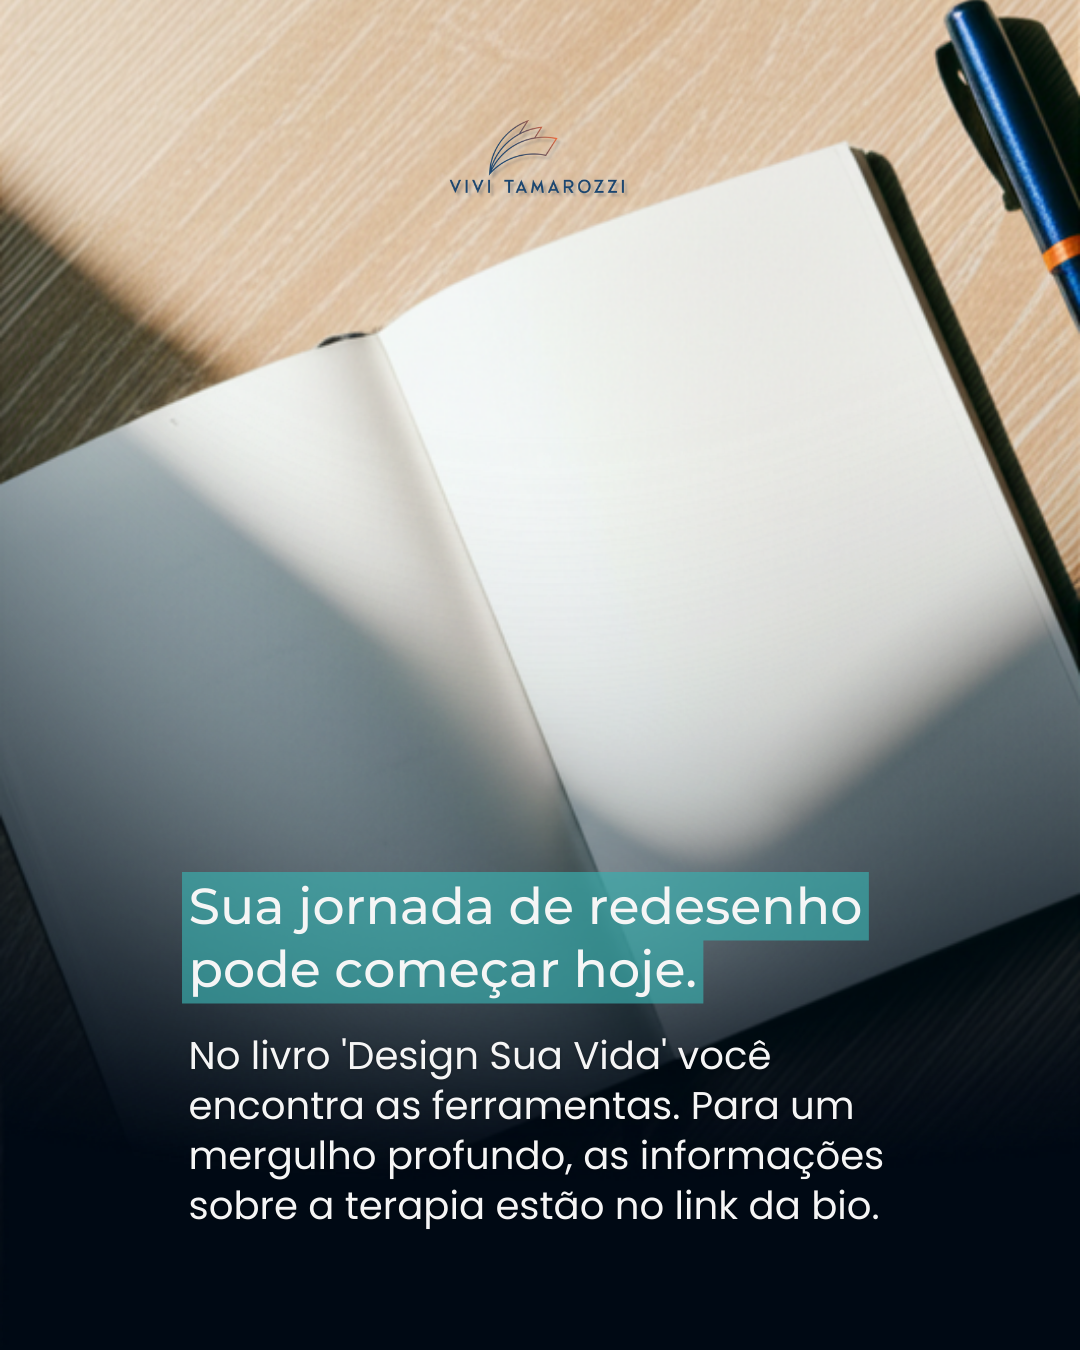 VIVI TAMAROZZI
Sua jornada de redesenho
pode começar hoje.
No livro 'Design Sua Vida' você
encontra as ferramentas. Para um
mergulho profundo, as informações
sobre a terapia estão no link da bio.